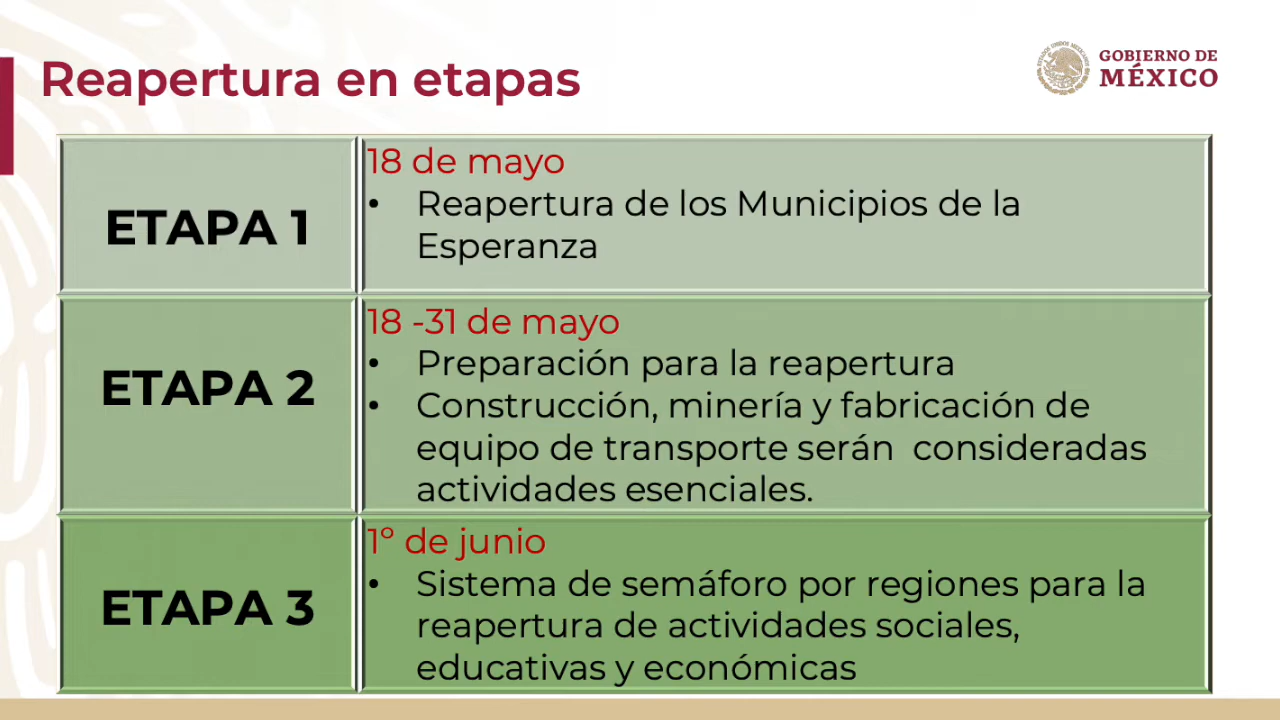 Reapertura en etapas
GOBIERNO DE
MÉXICO
ETAPA 1
18 de mayo
• Reapertura de los Municipios de la
Esperanza
ETAPA 2
18 -31 de mayo
• Preparación para la reapertura
• Construcción, minería y fabricación de
equipo de transporte serán  consideradas
actividades esenciales.
ETAPA 3
1º de junio
• Sistema de semáforo por regiones para la
reapertura de actividades sociales,
educativas y económicas